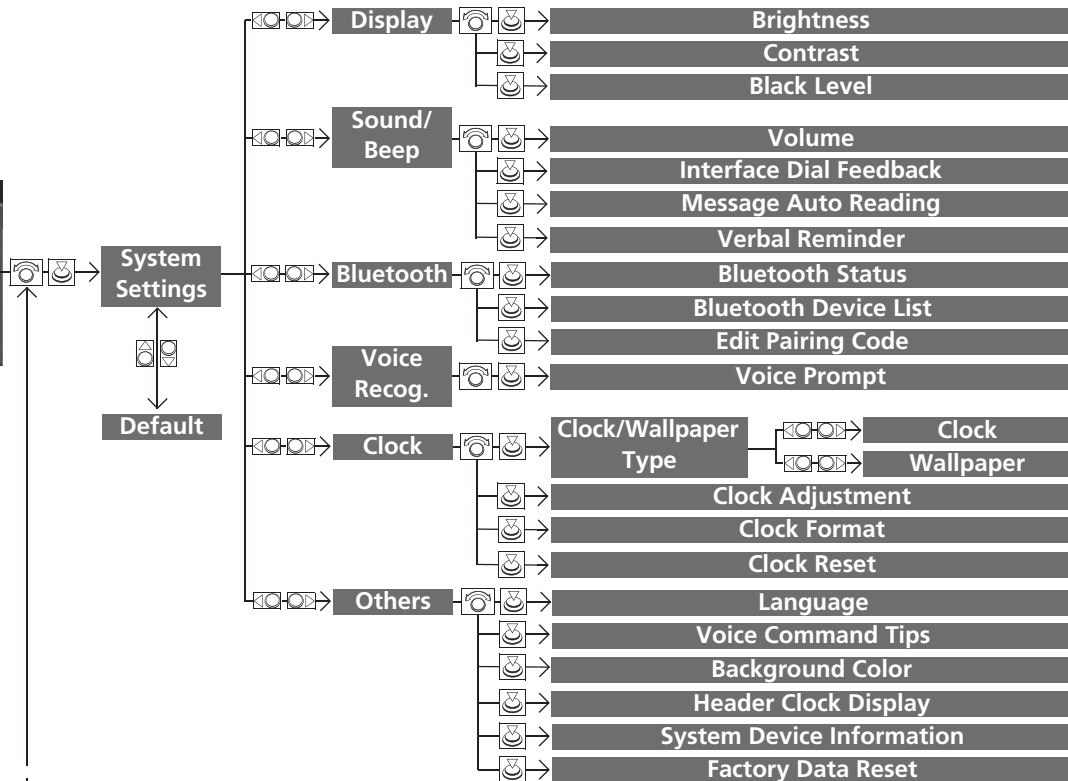 Display
Brightness
Contrast
Black Level
Sound/
Beep
Volume
Interface Dial Feedback
Message Auto Reading
Verbal Reminder
System
Settings
Bluetooth
Bluetooth Status
Bluetooth Device List
Edit Pairing Code
Voice
Recog.
Voice Prompt
Default
Clock
Clock/Wallpaper
Type
Clock
Wallpaper
Clock Adjustment
Clock Format
Clock Reset
Others
Language
Voice Command Tips
Background Color
Header Clock Display
System Device Information
Factory Data Reset